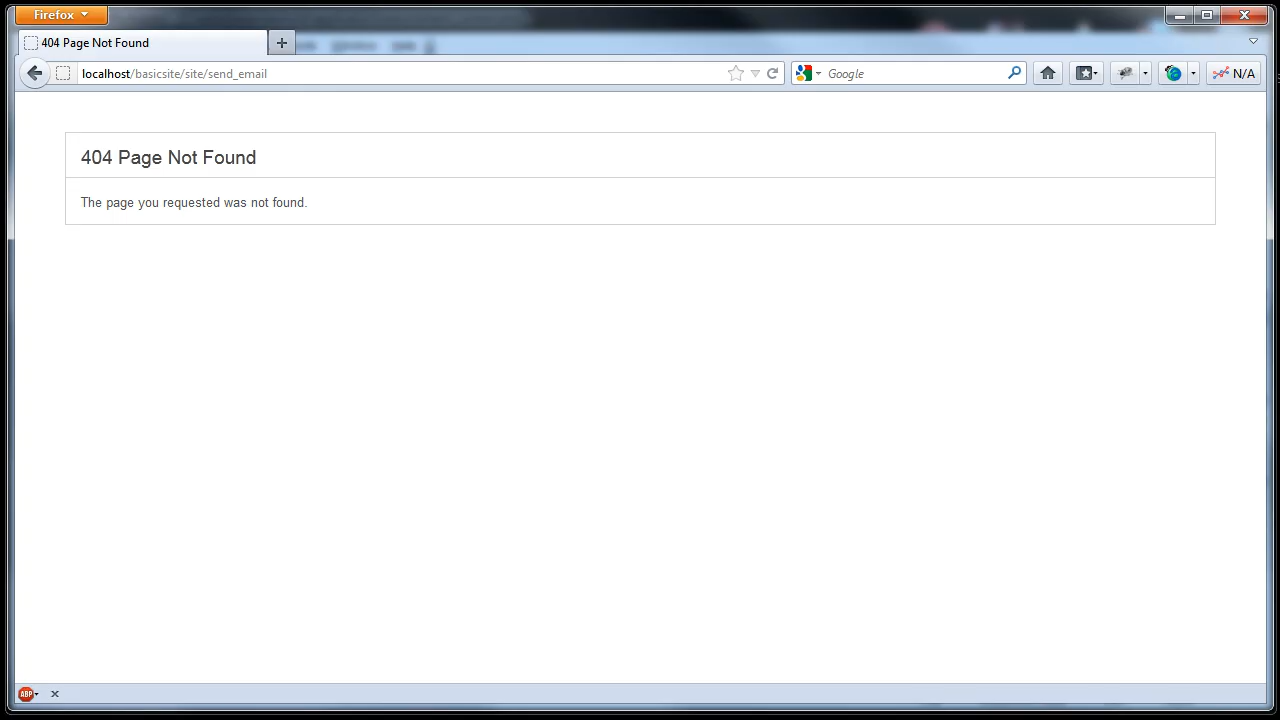 Firefox
404 Page Not Found
localhost/basicsite/site/send_email
Google
N/A
404 Page Not Found
The page you requested was not found.
ABP